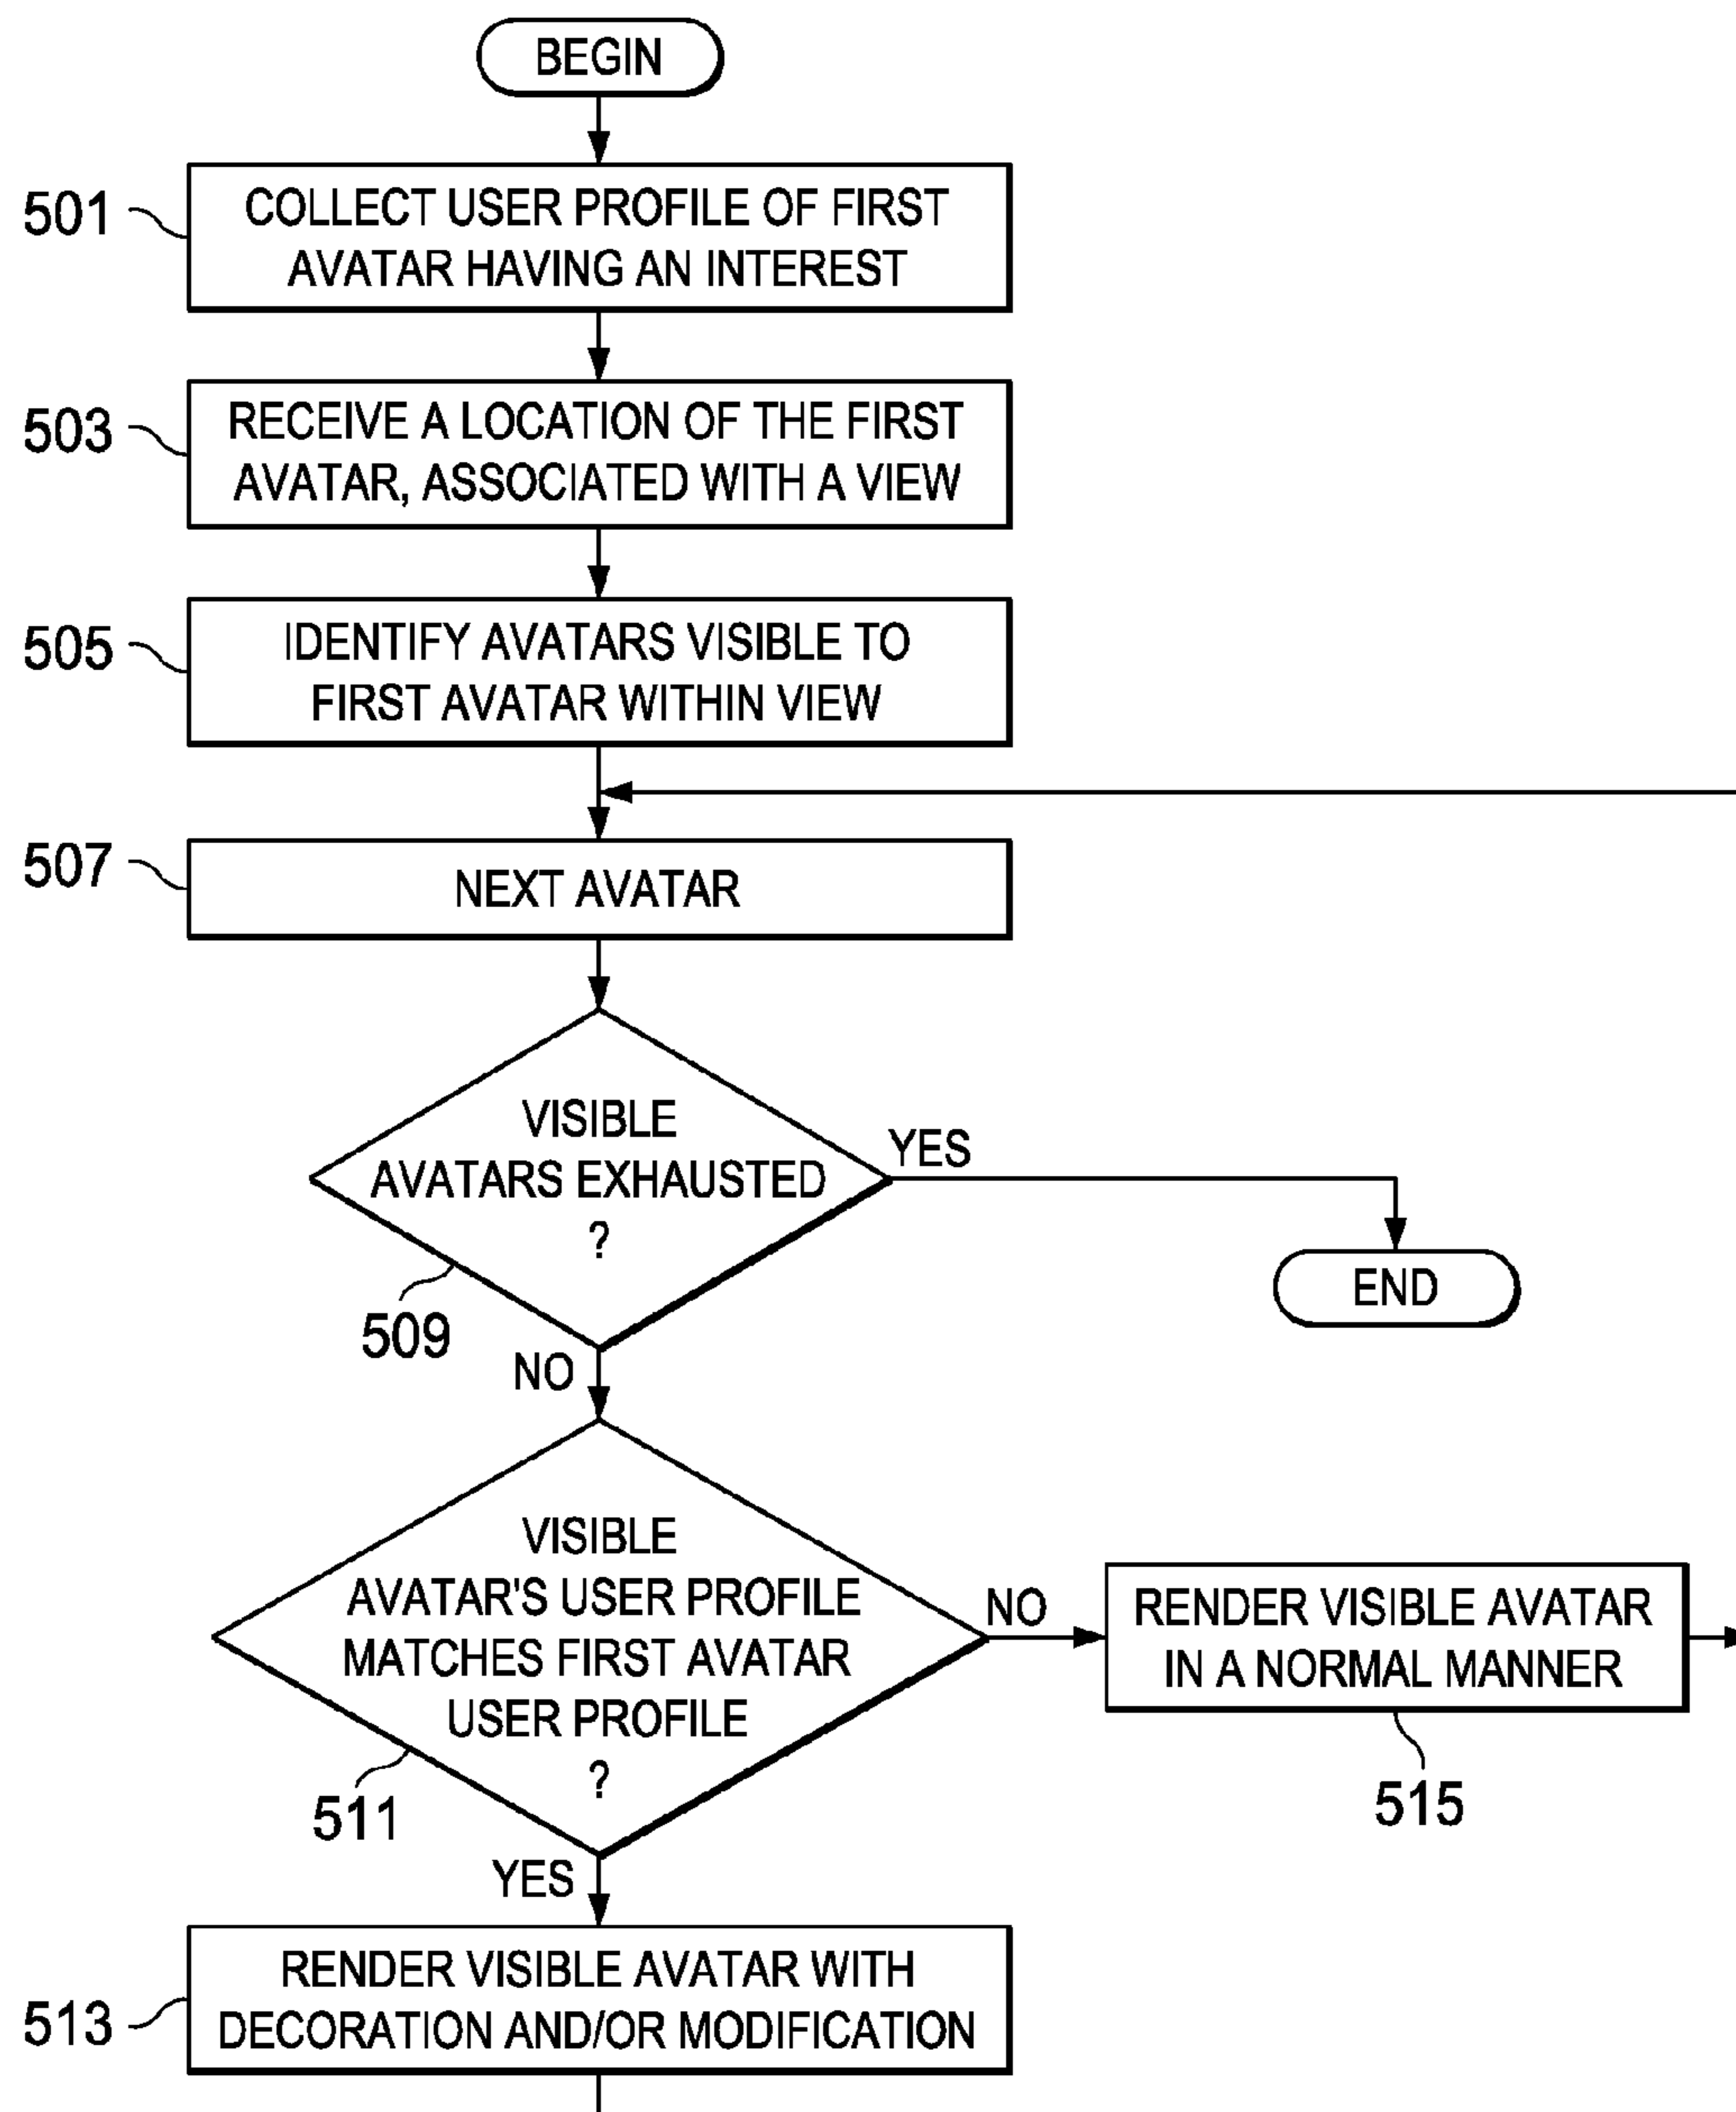 BEGIN
501
COLLECT USER PROFILE OF FIRST
AVATAR HAVING AN INTEREST
503
RECEIVE A LOCATION OF THE FIRST
AVATAR, ASSOCIATED WITH A VIEW
505
IDENTIFY AVATARS VISIBLE TO
FIRST AVATAR WITHIN VIEW
507
NEXT AVATAR
VISIBLE
AVATARS EXHAUSTED
?
509
YES
END
NO
VISIBLE
AVATAR'S USER PROFILE
MATCHES FIRST AVATAR
USER PROFILE
?
511
NO
RENDER VISIBLE AVATAR
IN A NORMAL MANNER
515
YES
513
RENDER VISIBLE AVATAR WITH
DECORATION AND/OR MODIFICATION